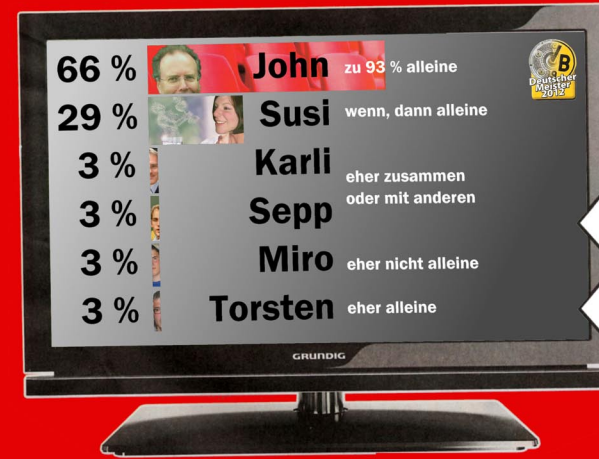 66 % John zu 93 % alleine
29 % Susi wenn, dann alleine
3 % Karli
eher zusammen
oder mit anderen
3 % Sepp
3 % Miro eher nicht alleine
3 % Torsten eher alleine
B
Deutscher
Meister
2012
GRUNDIG